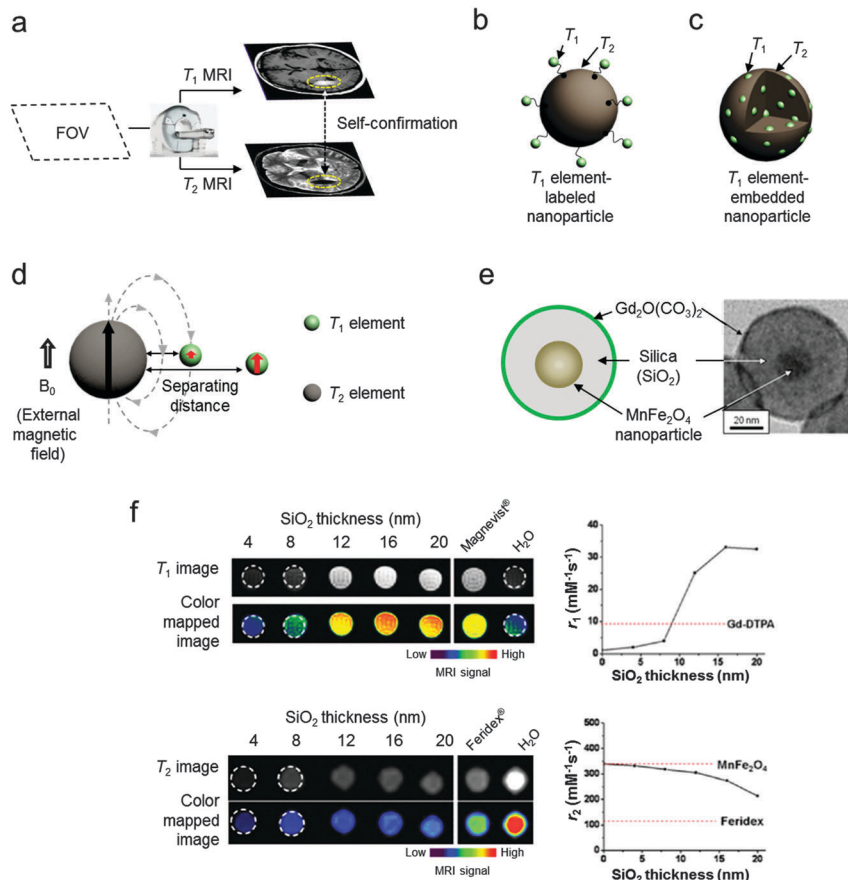 a
FOV
T1 MRI
T2 MRI
Self-confirmation
b
T1
T2
T1 element-
labeled
nanoparticle
c
T1
T2
T1 element-
embedded
nanoparticle
d
B0
(External
magnetic
field)
Separating
distance
T1 element
T2 element
e
Gd2O(CO3)2
Silica
(SiO2)
MnFe2O4
nanoparticle
20 nm
f
SiO2 thickness (nm)
4 8 12 16 20 Magnevist® H2O
T1 image
Color
mapped
image
Low High
MRI signal
r1 (mM-1s-1)
40
30
20
10
0
Gd-DTPA
0 5 10 15 20
SiO2 thickness (nm)
SiO2 thickness (nm)
4 8 12 16 20 Feridex® H2O
T2 image
Color
mapped
image
Low High
MRI signal
r2 (mM-1s-1)
500
400
300
200
100
0
MnFe2O4
Feridex
0 5 10 15 20
SiO2 thickness (nm)